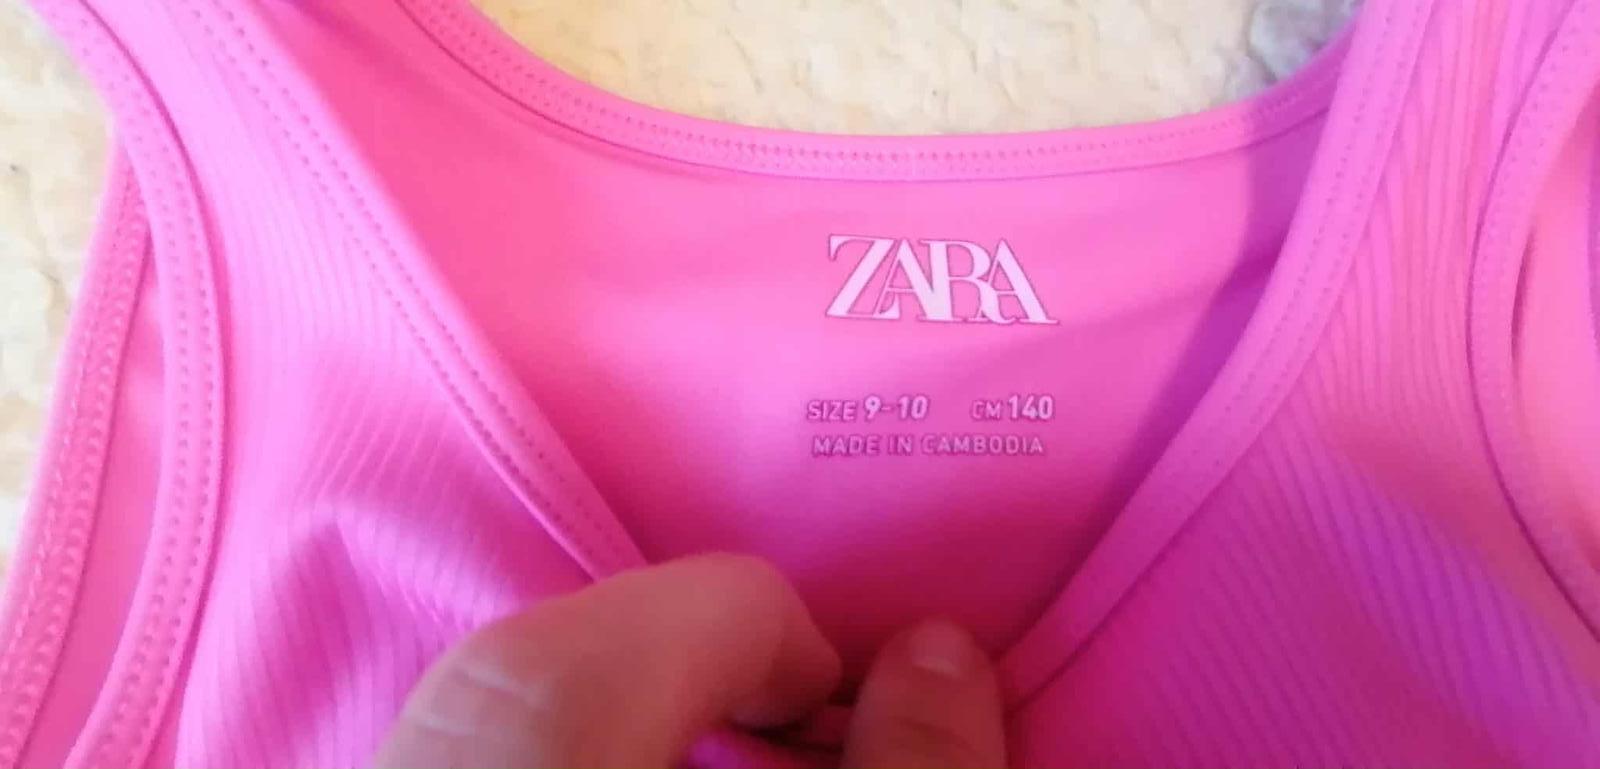 ZARA
SIZE 9-10 CM 140
MADE IN CAMBODIA